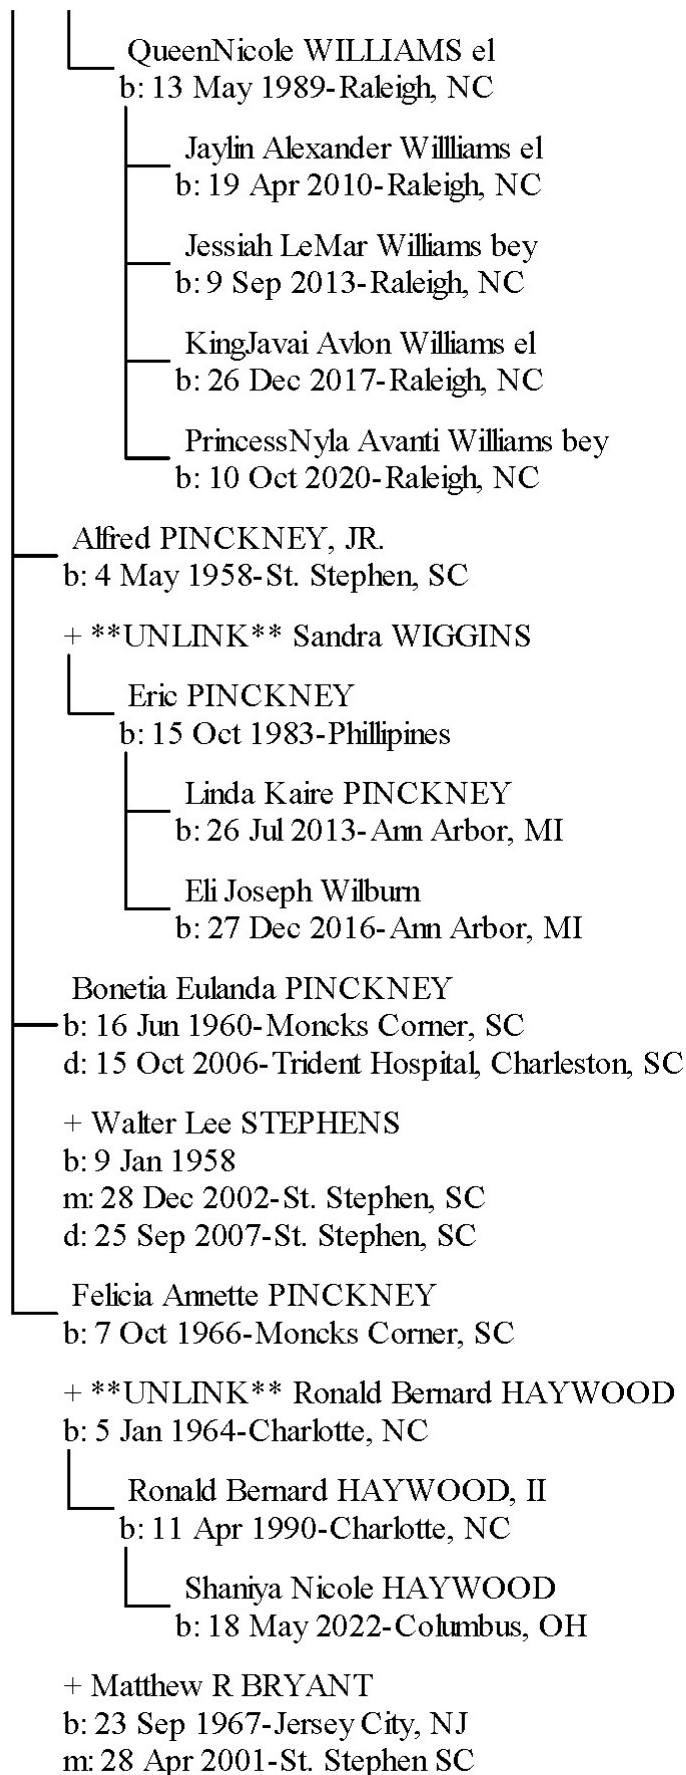 QueenNicole WILLIAMS el
b: 13 May 1989-Raleigh, NC
Jaylin Alexander Willliams el
b: 19 Apr 2010-Raleigh, NC
Jessiah LeMar Williams bey
b: 9 Sep 2013-Raleigh, NC
KingJavai Avlon Williams el
b: 26 Dec 2017-Raleigh, NC
PrincessNyla Avanti Williams bey
b: 10 Oct 2020-Raleigh, NC
Alfred PINCKNEY, JR.
b: 4 May 1958-St. Stephen, SC
+ **UNLINK** Sandra WIGGINS
Eric PINCKNEY
b: 15 Oct 1983-Phillipines
Linda Kaire PINCKNEY
b: 26 Jul 2013-Ann Arbor, MI
Eli Joseph Wilburn
b: 27 Dec 2016-Ann Arbor, MI
Bonetia Eulanda PINCKNEY
b: 16 Jun 1960-Moncks Corner, SC
d: 15 Oct 2006-Trident Hospital, Charleston, SC
+ Walter Lee STEPHENS
b: 9 Jan 1958
m: 28 Dec 2002-St. Stephen, SC
d: 25 Sep 2007-St. Stephen, SC
Felicia Annette PINCKNEY
b: 7 Oct 1966-Moncks Corner, SC
+ **UNLINK** Ronald Bernard HAYWOOD
b: 5 Jan 1964-Charlotte, NC
Ronald Bernard HAYWOOD, II
b: 11 Apr 1990-Charlotte, NC
Shaniya Nicole HAYWOOD
b: 18 May 2022-Columbus, OH
+ Matthew R BRYANT
b: 23 Sep 1967-Jersey City, NJ
m: 28 Apr 2001-St. Stephen SC